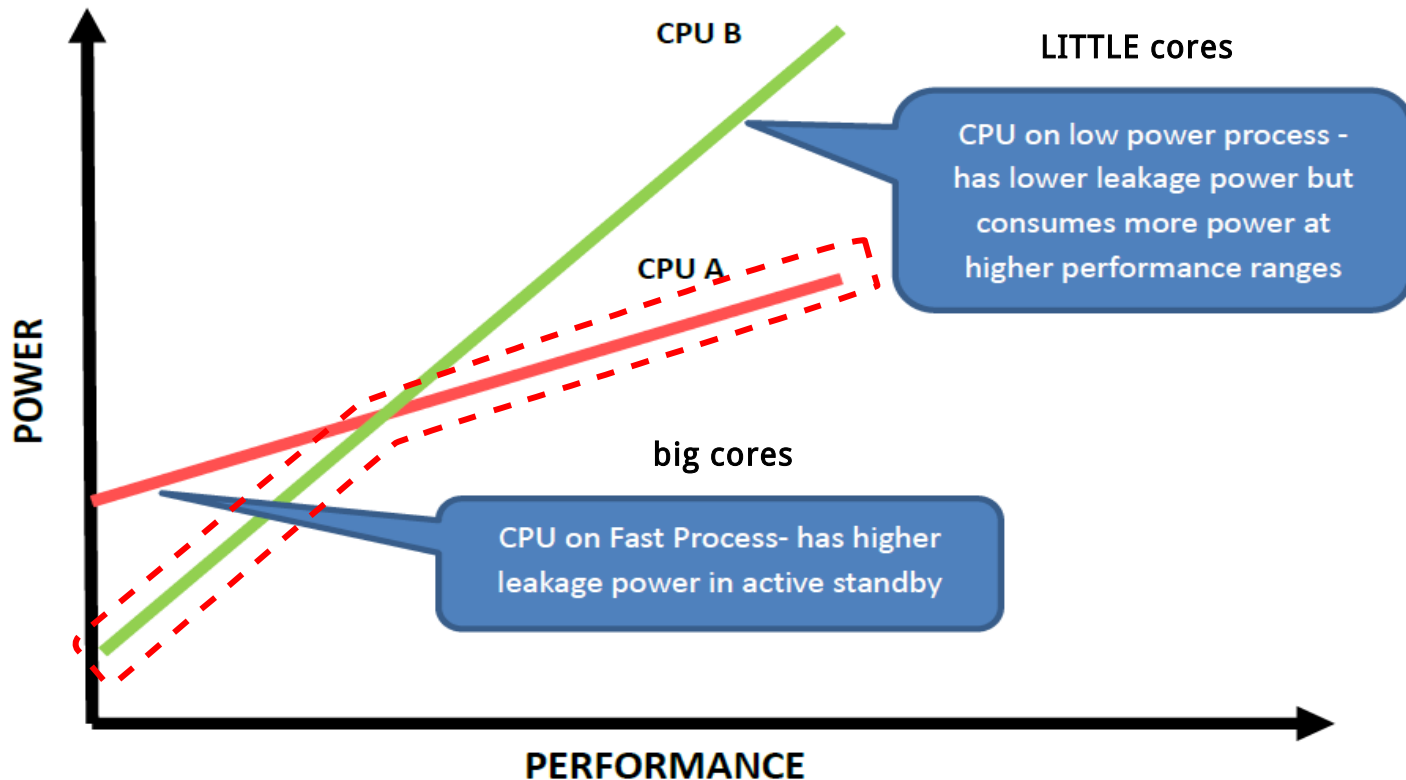 CPU B
LITTLE cores
CPU on low power process -
has lower leakage power but
consumes more power at
higher performance ranges
CPU A
POWER
big cores
CPU on Fast Process- has higher
leakage power in active standby
PERFORMANCE